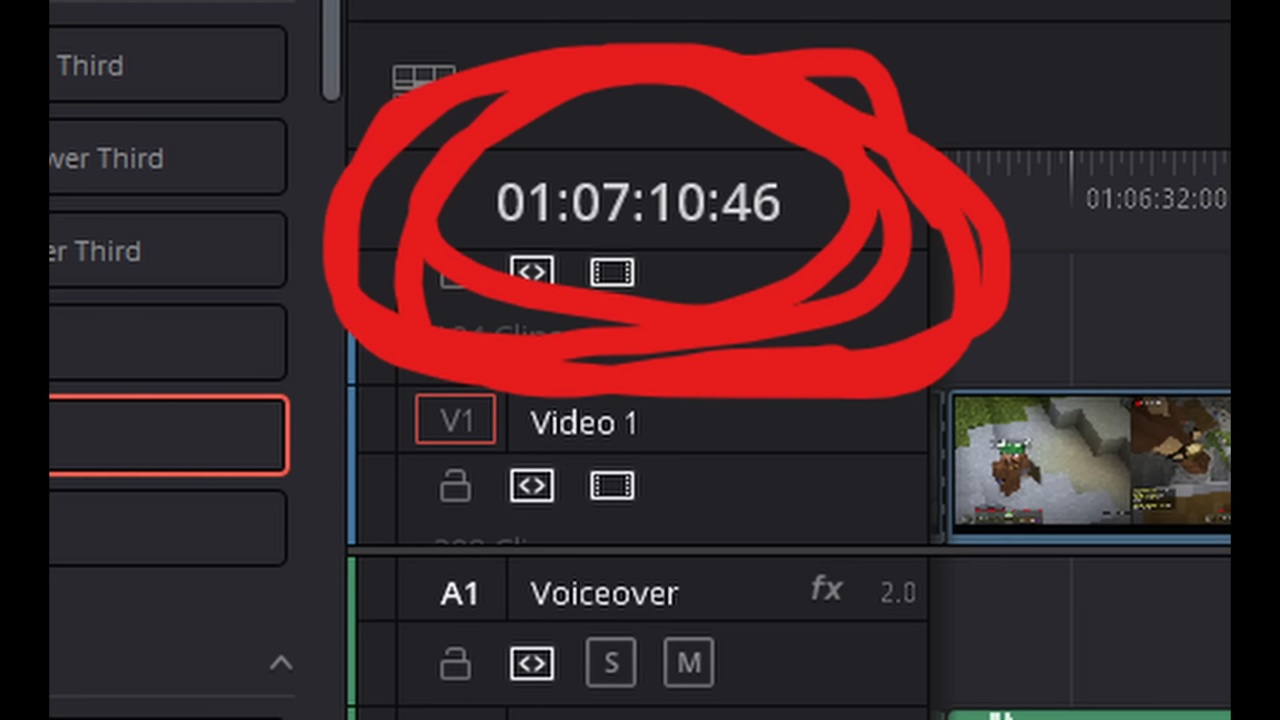 Third
wer Third
er Third
01:07:10:46
01:06:32:00
V1 Video 1
A1 Voiceover fx 2.0
S M